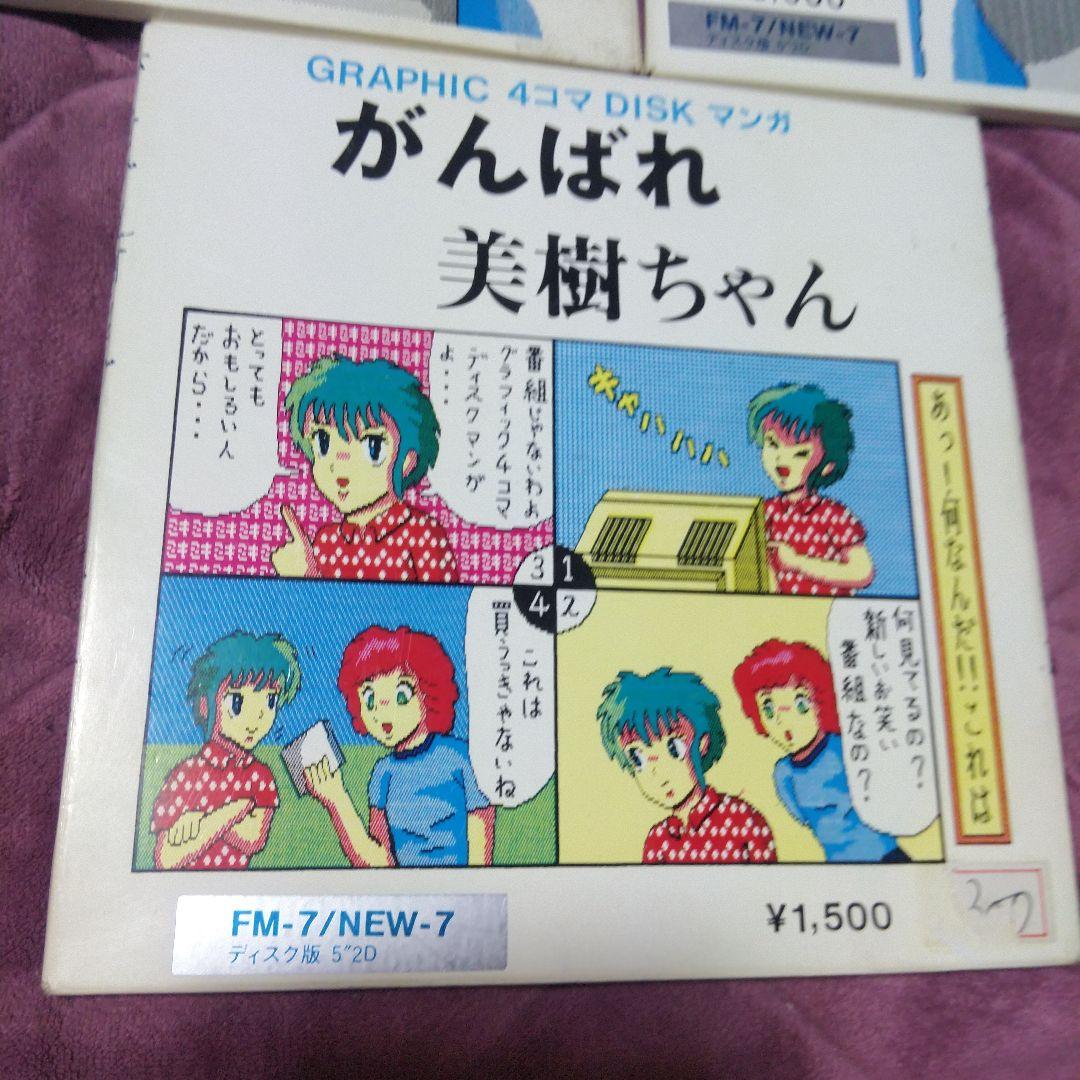 FM-7/NEW-7
ディスク版 5"2D
GRAPHIC 4コマ DISK マンガ
がんばれ
美樹ちゃん
あっ!何なんだ!!これは
1
キャハハハハ
2
何見てるの?
新しいお笑い
番組なの?
3
番組じゃないわよ
グラフィック4コマ
ディスクマンガ
よ・・・
とっても
おもしろい人
だから・・・
4
これは
買うっきゃないね
FM-7/NEW-7
ディスク版 5"2D
¥1,500